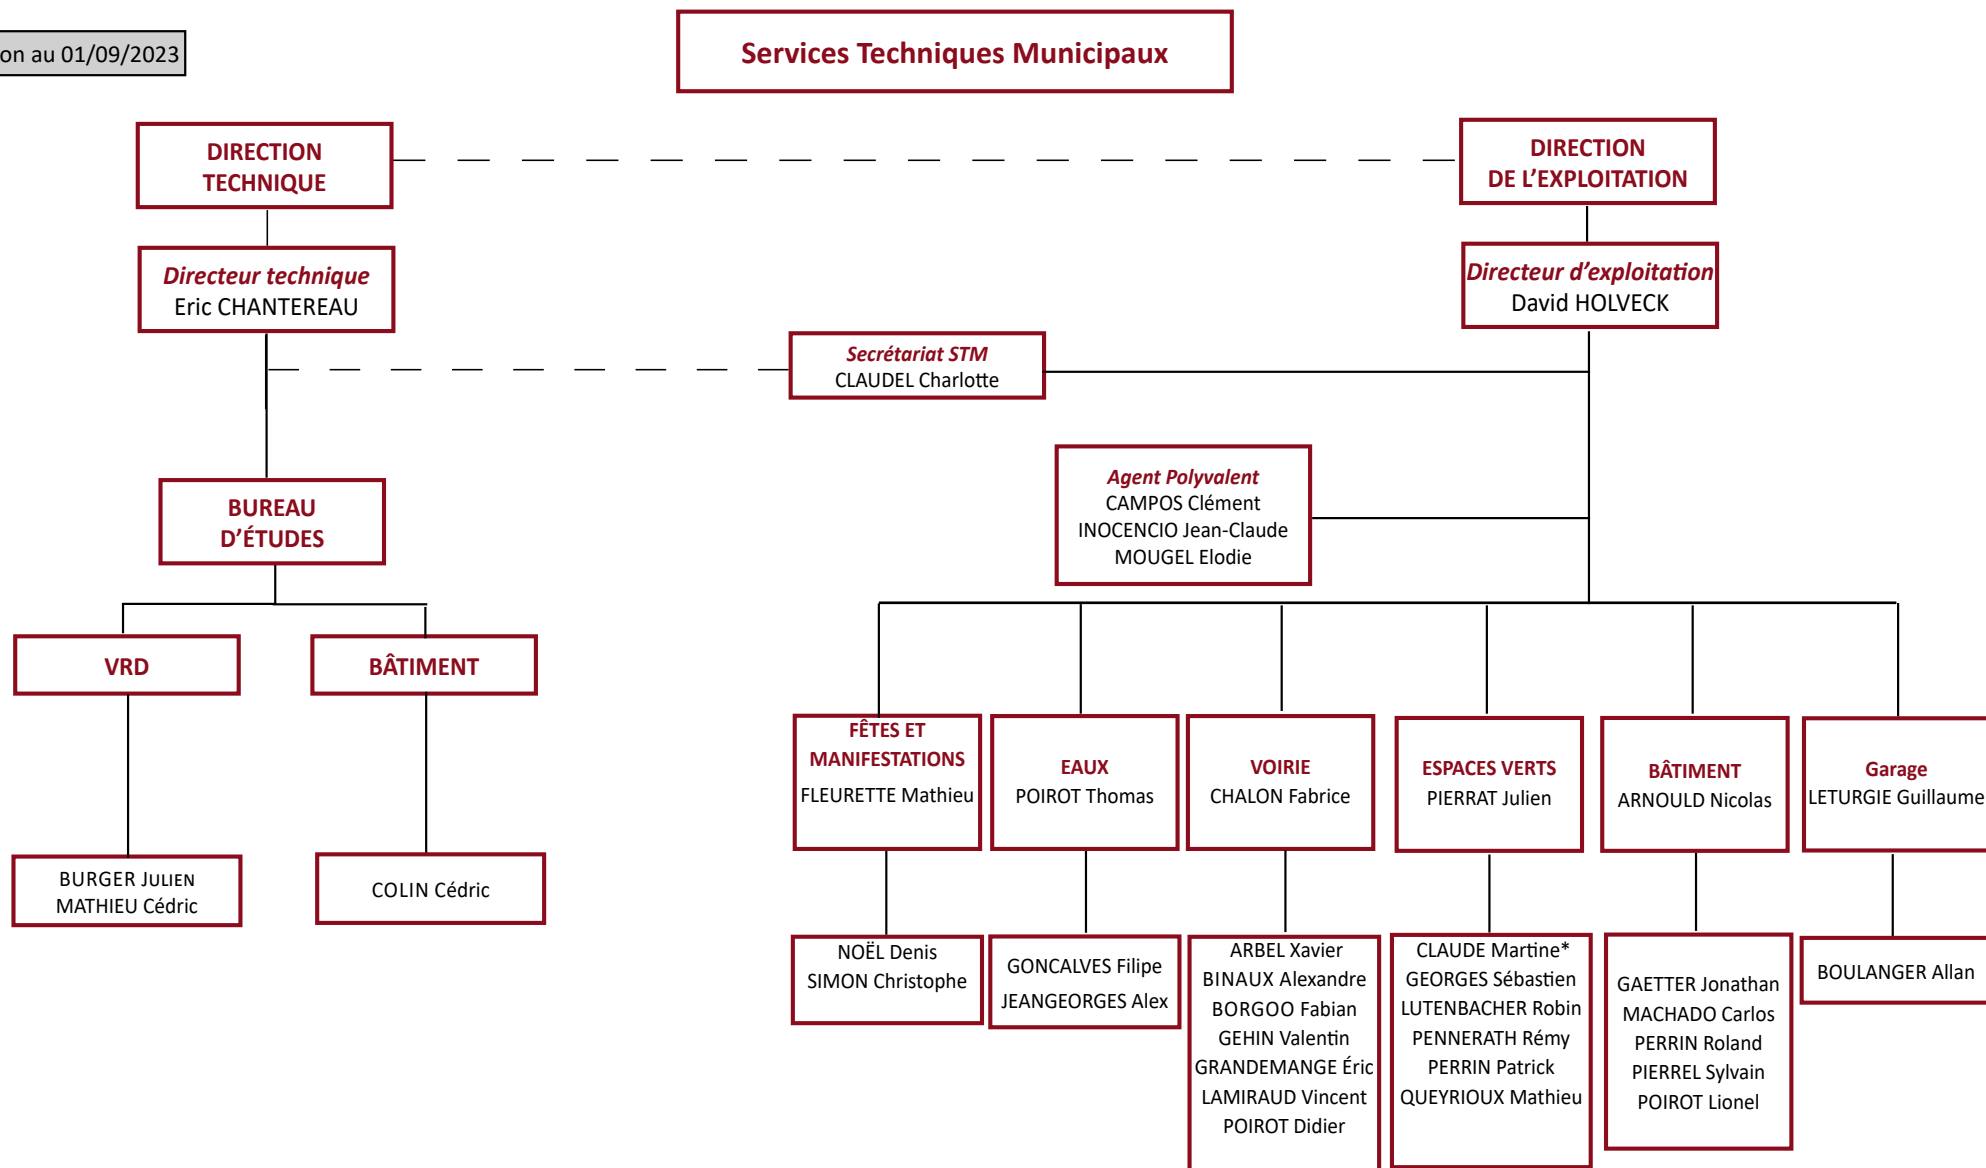 on au 01/09/2023
Services Techniques Municipaux
DIRECTION
TECHNIQUE
DIRECTION
DE L’EXPLOITATION
Directeur technique
Eric CHANTEREAU
Directeur d’exploitation
David HOLVECK
Secrétariat STM
CLAUDEL Charlotte
Agent Polyvalent
CAMPOS Clément
INOCENCIO Jean-Claude
MOUGEL Elodie
BUREAU
D’ÉTUDES
VRD
BÂTIMENT
BURGER JULIEN
MATHIEU Cédric
COLIN Cédric
FÊTES ET
MANIFESTATIONS
FLEURETTE Mathieu
EAUX
POIROT Thomas
VOIRIE
CHALON Fabrice
ESPACES VERTS
PIERRAT Julien
BÂTIMENT
ARNOULD Nicolas
Garage
LETURGIE Guillaume
NOËL Denis
SIMON Christophe
GONCALVES Filipe
JEANGEORGES Alex
ARBEL Xavier
BINAUX Alexandre
BORGOO Fabian
GEHIN Valentin
GRANDEMANGE Éric
LAMIRAUD Vincent
POIROT Didier
CLAUDE Martine*
GEORGES Sébastien
LUTENBACHER Robin
PENNERATH Rémy
PERRIN Patrick
QUEYRIOUX Mathieu
GAETTER Jonathan
MACHADO Carlos
PERRIN Roland
PIERREL Sylvain
POIROT Lionel
BOULANGER Allan